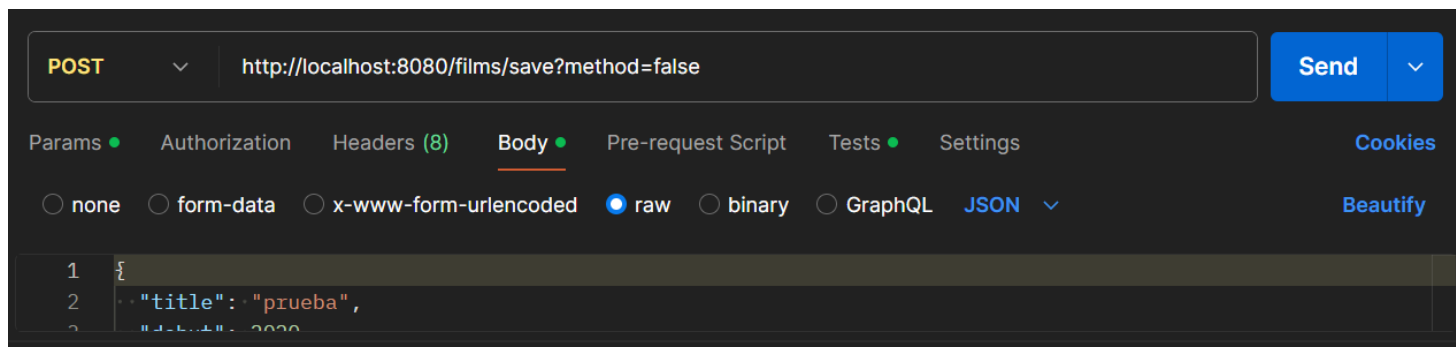 POST http://localhost:8080/films/save?method=false Send
Params Authorization Headers (8) Body Pre-request Script Tests Settings Cookies
none form-data x-www-form-urlencoded raw binary GraphQL JSON Beautify
1 {
2 "title": "prueba",